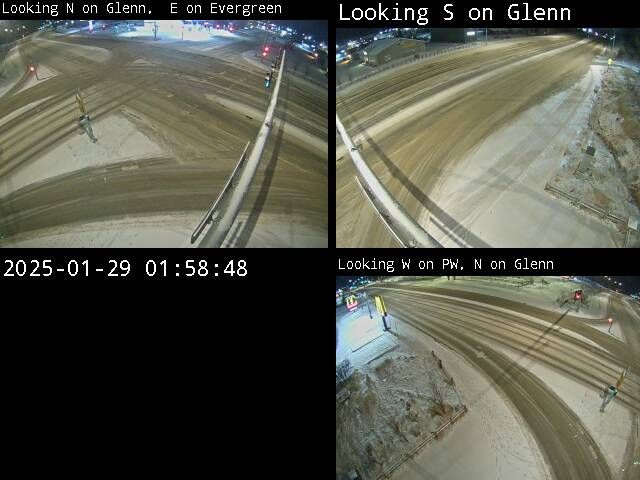 Looking N on Glenn,  E on Evergreen
Looking S on Glenn
2025-01-29 01:58:48
Looking W on PW, N on Glenn